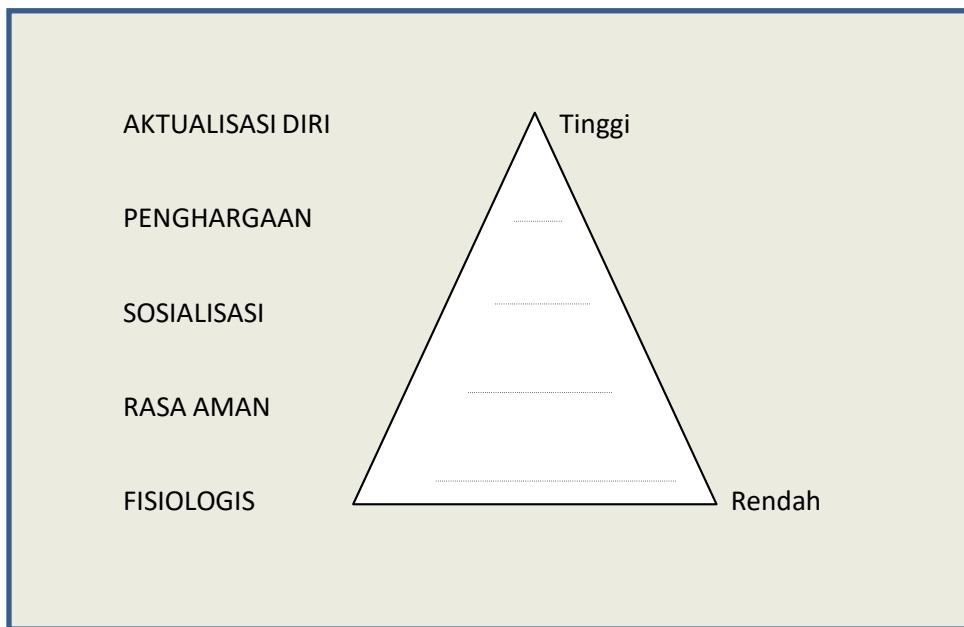 AKTUALISASI DIRI Tinggi
PENGHARGAAN
SOSIALISASI
RASA AMAN
FISIOLOGIS Rendah